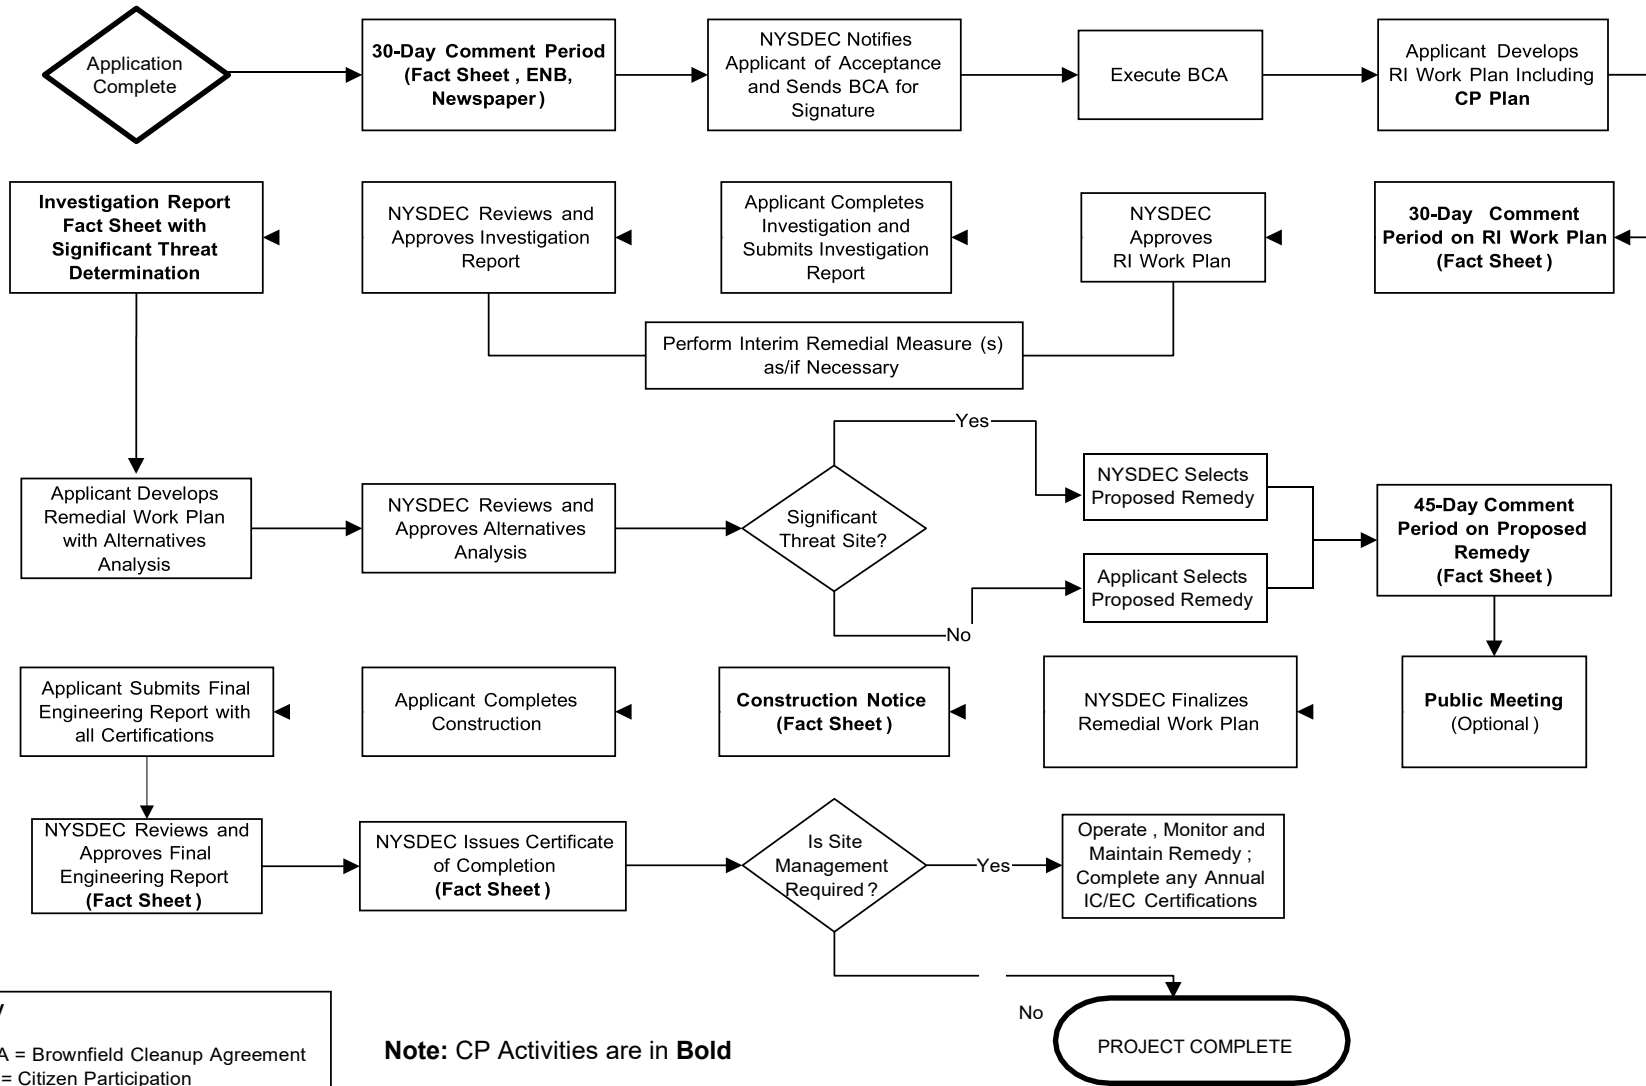 Application
Complete
30-Day Comment Period
(Fact Sheet , ENB,
Newspaper )
NYSDEC Notifies
Applicant of Acceptance
and Sends BCA for
Signature
Execute BCA
Applicant Develops
RI Work Plan Including
CP Plan
Investigation Report
Fact Sheet with
Significant Threat
Determination
NYSDEC Reviews and
Approves Investigation
Report
Applicant Completes
Investigation and
Submits Investigation
Report
NYSDEC
Approves
RI Work Plan
30-Day Comment
Period on RI Work Plan
(Fact Sheet )
Perform Interim Remedial Measure (s)
as/if Necessary
Applicant Develops
Remedial Work Plan
with Alternatives
Analysis
NYSDEC Reviews and
Approves Alternatives
Analysis
Significant
Threat Site?
Yes
No
NYSDEC Selects
Proposed Remedy
Applicant Selects
Proposed Remedy
45-Day Comment
Period on Proposed
Remedy
(Fact Sheet )
Applicant Submits Final
Engineering Report with
all Certifications
Applicant Completes
Construction
Construction Notice
(Fact Sheet )
NYSDEC Finalizes
Remedial Work Plan
Public Meeting
(Optional )
NYSDEC Reviews and
Approves Final
Engineering Report
(Fact Sheet )
NYSDEC Issues Certificate
of Completion
(Fact Sheet )
Is Site
Management
Required ?
Yes
Operate , Monitor and
Maintain Remedy ;
Complete any Annual
IC/EC Certifications
No
PROJECT COMPLETE
A = Brownfield Cleanup Agreement
= Citizen Participation
Note: CP Activities are in Bold